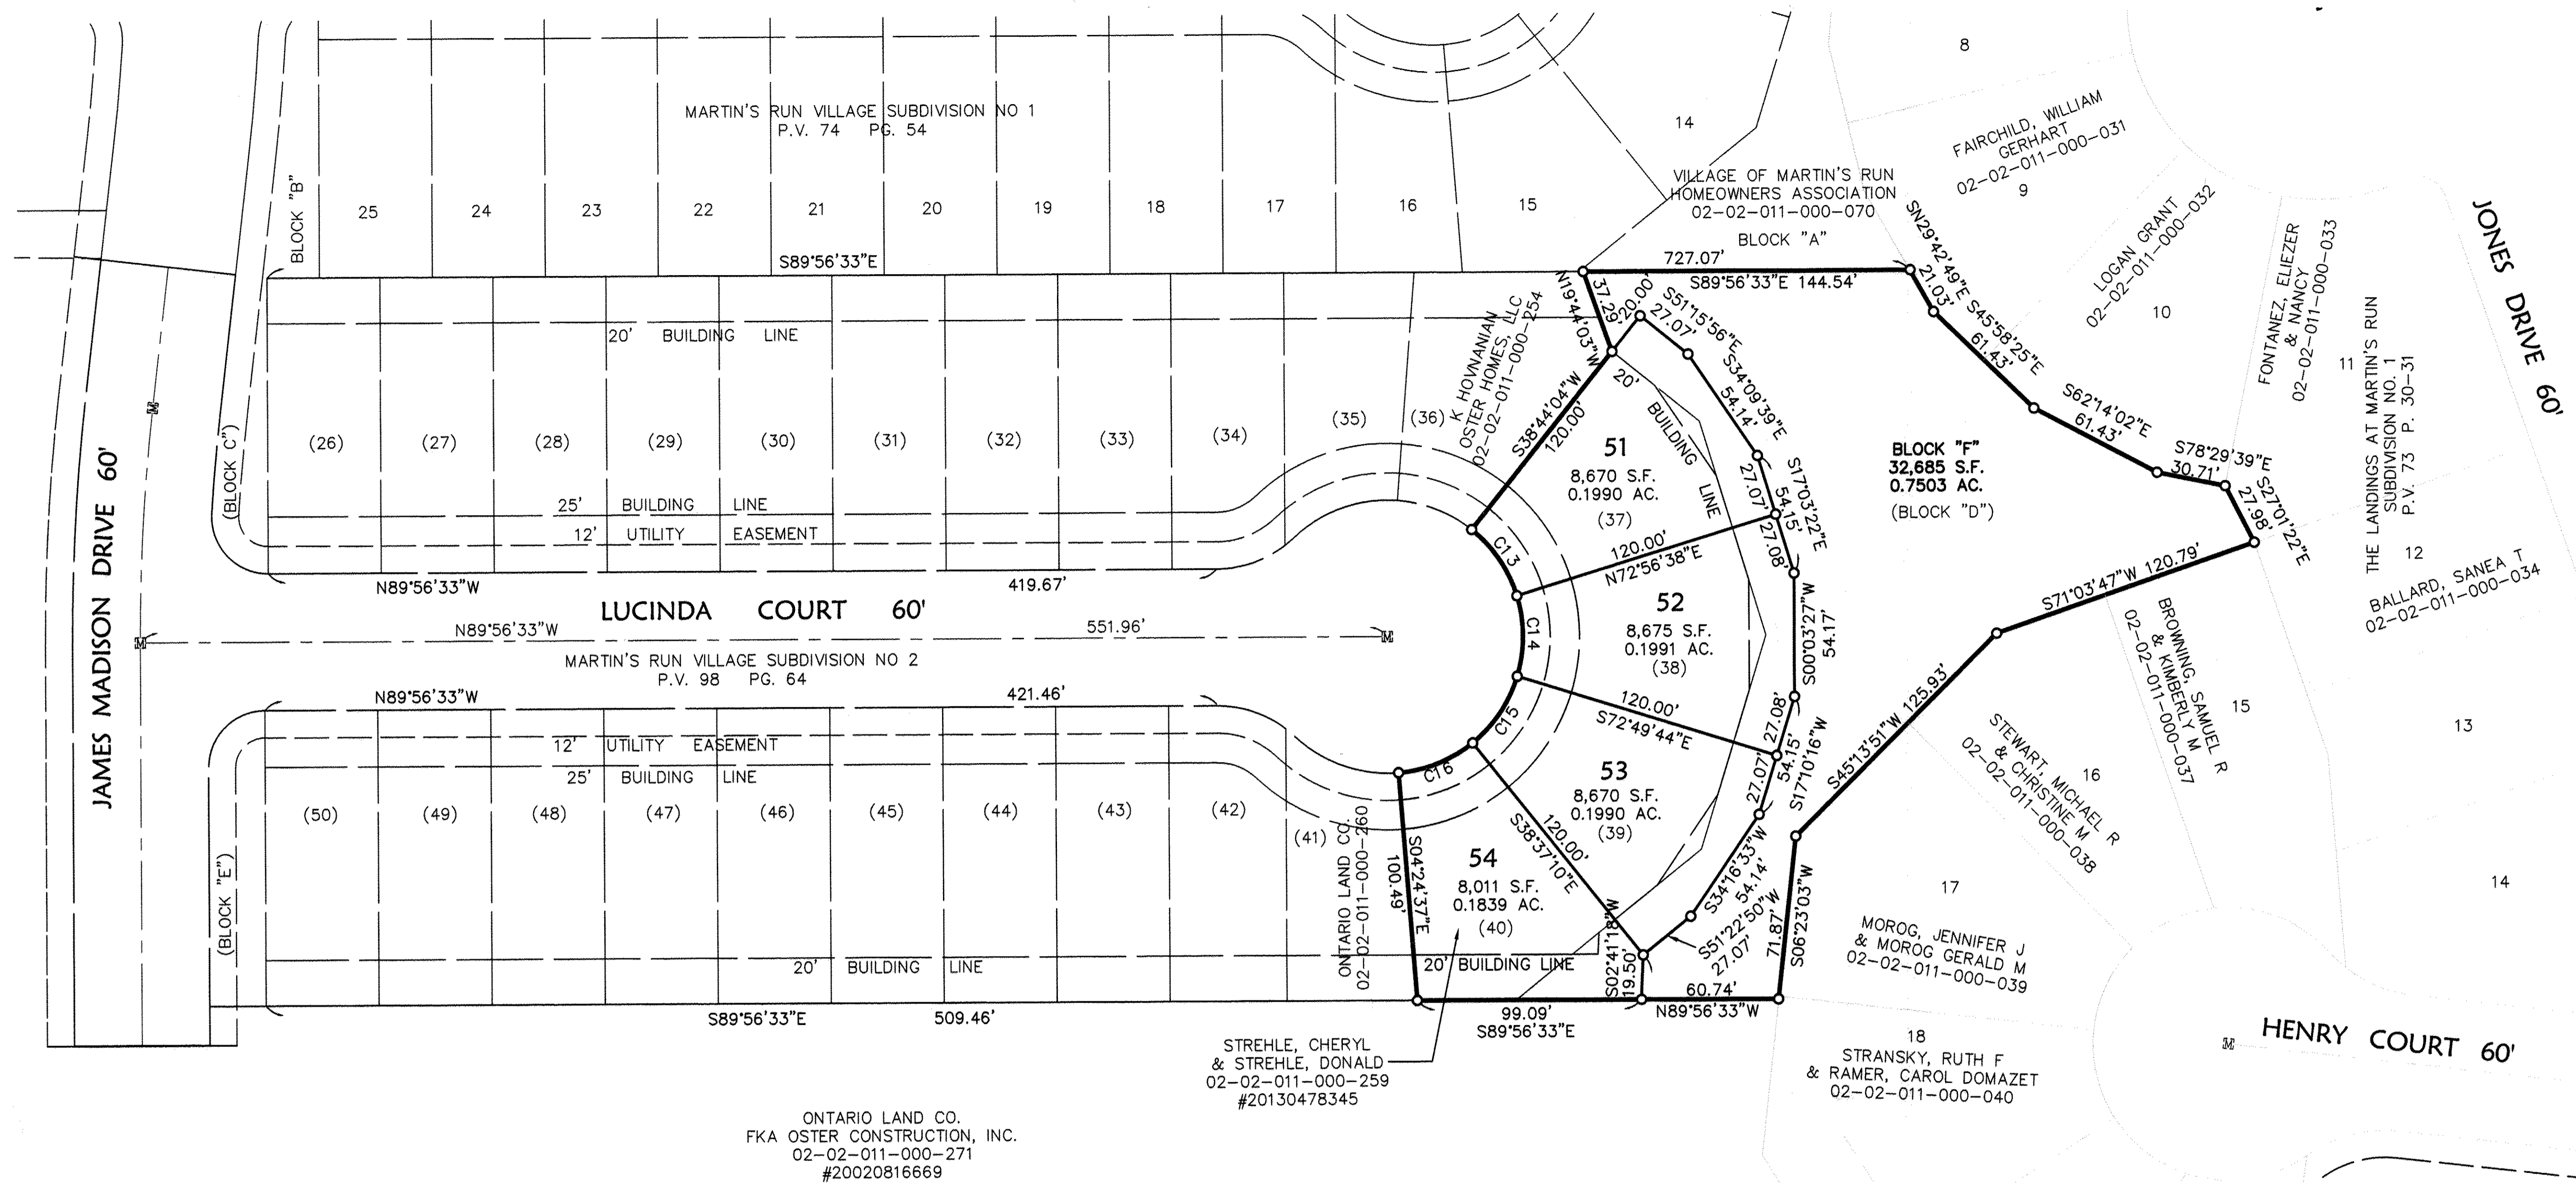 8
MARTIN'S RUN VILLAGE SUBDIVISION NO 1
P.V. 74 PG. 54
14
FAIRCHILD, WILLIAM
GERHART
02-02-011-000-031
9
VILLAGE OF MARTIN'S RUN
HOMEOWNERS ASSOCIATION
02-02-011-000-070
BLOCK "A"
BLOCK "B"
25
24
23
22
21
20
19
18
17
16
15
LOGAN GRANT
02-02-011-000-032
10
FONTANEZ, ELIEZER
& NANCY
02-02-011-000-033
11
JONES DRIVE 60'
THE LANDINGS AT MARTIN'S RUN
SUBDIVISION NO. 1
P.V. 73 P. 30-31
S89°56'33"E
727.07'
S89°56'33"E 144.54'
SN29°42'49"E
21.03'
S45°58'25"E
61.43'
S62°14'02"E
61.43'
S78°29'39"E
30.71'
S27°01'22"E
27.98'
N19°44'03"W
37.29'
20.00'
S51°15'56"E
27.07'
S34°09'39"E
54.14'
S17°03'22"E
54.15'
27.07'
27.08'
20' BUILDING LINE
K HOVNANIAN
OSTER HOMES, LLC
02-02-011-000-254
S38°44'04"W
120.00'
20'
BUILDING
LINE
51
8,670 S.F.
0.1990 AC.
(37)
BLOCK "F"
32,685 S.F.
0.7503 AC.
(BLOCK "D")
(BLOCK C")
(26)
(27)
(28)
(29)
(30)
(31)
(32)
(33)
(34)
(35)
(36)
25' BUILDING LINE
12' UTILITY EASEMENT
C13
120.00'
N72°56'38"E
12
BALLARD, SANEA T
02-02-011-000-034
JAMES MADISON DRIVE 60'
N89°56'33"W
419.67'
LUCINDA COURT 60'
N89°56'33"W
551.96'
MARTIN'S RUN VILLAGE SUBDIVISION NO 2
P.V. 98 PG. 64
N89°56'33"W
421.46'
C14
52
8,675 S.F.
0.1991 AC.
(38)
S00°03'27"W
54.17'
S71°03'47"W 120.79'
BROWNING, SAMUEL R
& KIMBERLY M
02-02-011-000-037
15
13
S45°13'51"W 125.93'
STEWART, MICHAEL R
& CHRISTINE M
02-02-011-000-038
16
12' UTILITY EASEMENT
25' BUILDING LINE
C15
C16
120.00'
S72°49'44"E
27.08'
54.15'
27.07'
S17°10'16"W
53
8,670 S.F.
0.1990 AC.
(39)
(50)
(49)
(48)
(47)
(46)
(45)
(44)
(43)
(42)
(41)
(BLOCK "E")
ONTARIO LAND CO.
02-02-011-000-260
S04°24'37"E
100.49'
54
8,011 S.F.
0.1839 AC.
(40)
120.00'
S38°37'10"E
S34°16'33"W
54.14'
S51°22'50"W
27.07'
S02°41'18"W
19.50'
71.87'
S06°23'03"W
17
14
MOROG, JENNIFER J
& MOROG GERALD M
02-02-011-000-039
20' BUILDING LINE
20' BUILDING LINE
S89°56'33"E
509.46'
99.09'
S89°56'33"E
60.74'
N89°56'33"W
STREHLE, CHERYL
& STREHLE, DONALD
02-02-011-000-259
#20130478345
18
STRANSKY, RUTH F
& RAMER, CAROL DOMAZET
02-02-011-000-040
HENRY COURT 60'
ONTARIO LAND CO.
FKA OSTER CONSTRUCTION, INC.
02-02-011-000-271
#20020816669